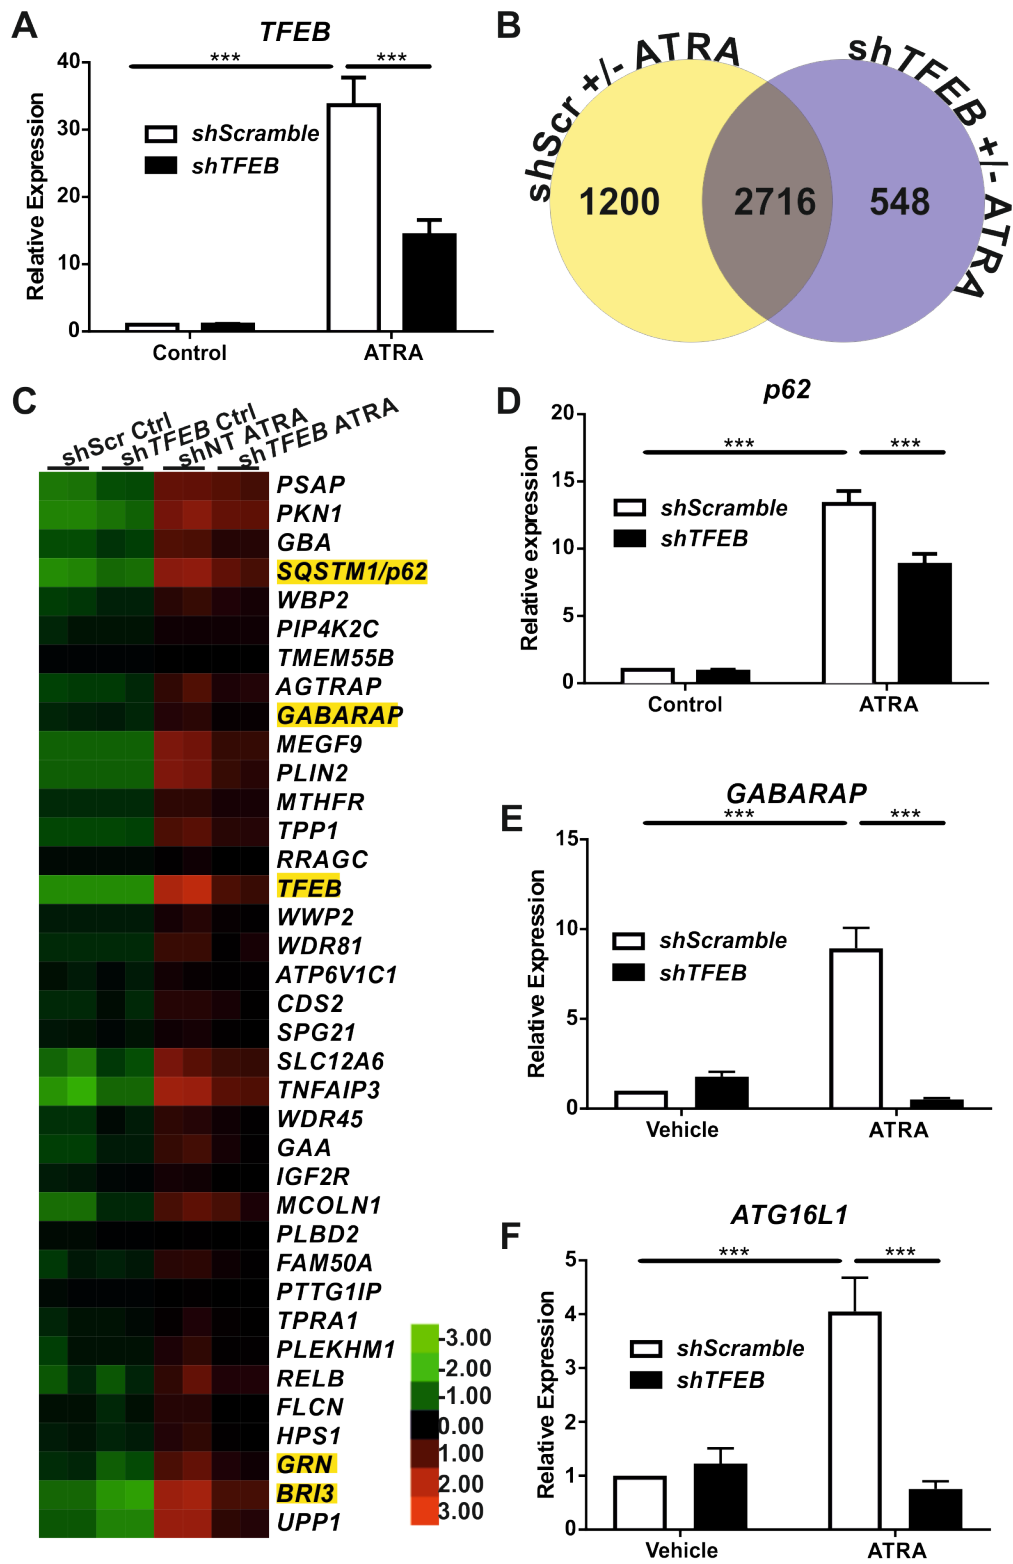 A
TFEB
***
***
40
30
20
10
0
Relative Expression
shScramble
shTFEB
Control
ATRA
B
shScr +/- ATRA
shTFEB +/- ATRA
1200
2716
548
C
shScr Ctrl
shTFEB Ctrl
shNT ATRA
shTFEB ATRA
PSAP
PKN1
GBA
SQSTM1/p62
WBP2
PIP4K2C
TMEM55B
AGTRAP
GABARAP
MEGF9
PLIN2
MTHFR
TPP1
RRAGC
TFEB
WWP2
WDR81
ATP6V1C1
CDS2
SPG21
SLC12A6
TNFAIP3
WDR45
GAA
IGF2R
MCOLN1
PLBD2
FAM50A
PTTG1IP
TPRA1
PLEKHM1
RELB
FLCN
HPS1
GRN
BRI3
UPP1
-3.00
-2.00
-1.00
0.00
1.00
2.00
3.00
D
p62
***
***
20
15
10
5
0
Relative expression
shScramble
shTFEB
Control
ATRA
E
GABARAP
***
***
15
10
5
0
Relative Expression
shScramble
shTFEB
Vehicle
ATRA
F
ATG16L1
***
***
5
4
3
2
1
0
Relative Expression
shScramble
shTFEB
Vehicle
ATRA